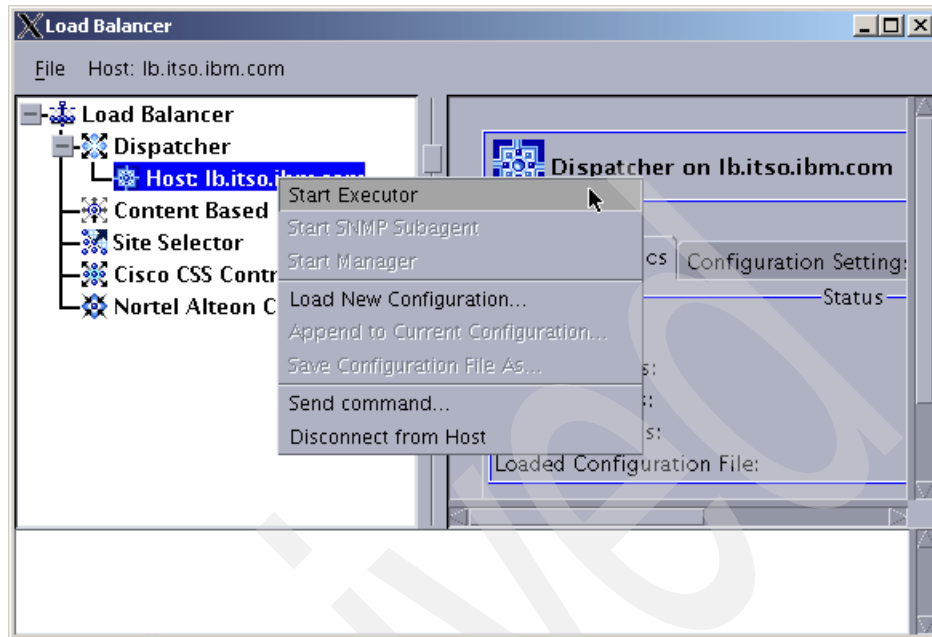 Load Balancer
File Host: lb.itso.ibm.com
Load Balancer
Dispatcher
Host: lb.itso.ibm.com
Content Based
Site Selector
Cisco CSS Contr
Nortel Alteon C
Start Executor
Start SNMP Subagent
Start Manager
Load New Configuration...
Append to Current Configuration...
Save Configuration File As...
Send command...
Disconnect from Host
Dispatcher on lb.itso.ibm.com
cs
Configuration Settings
Status
s:
s:
s:
Loaded Configuration File: